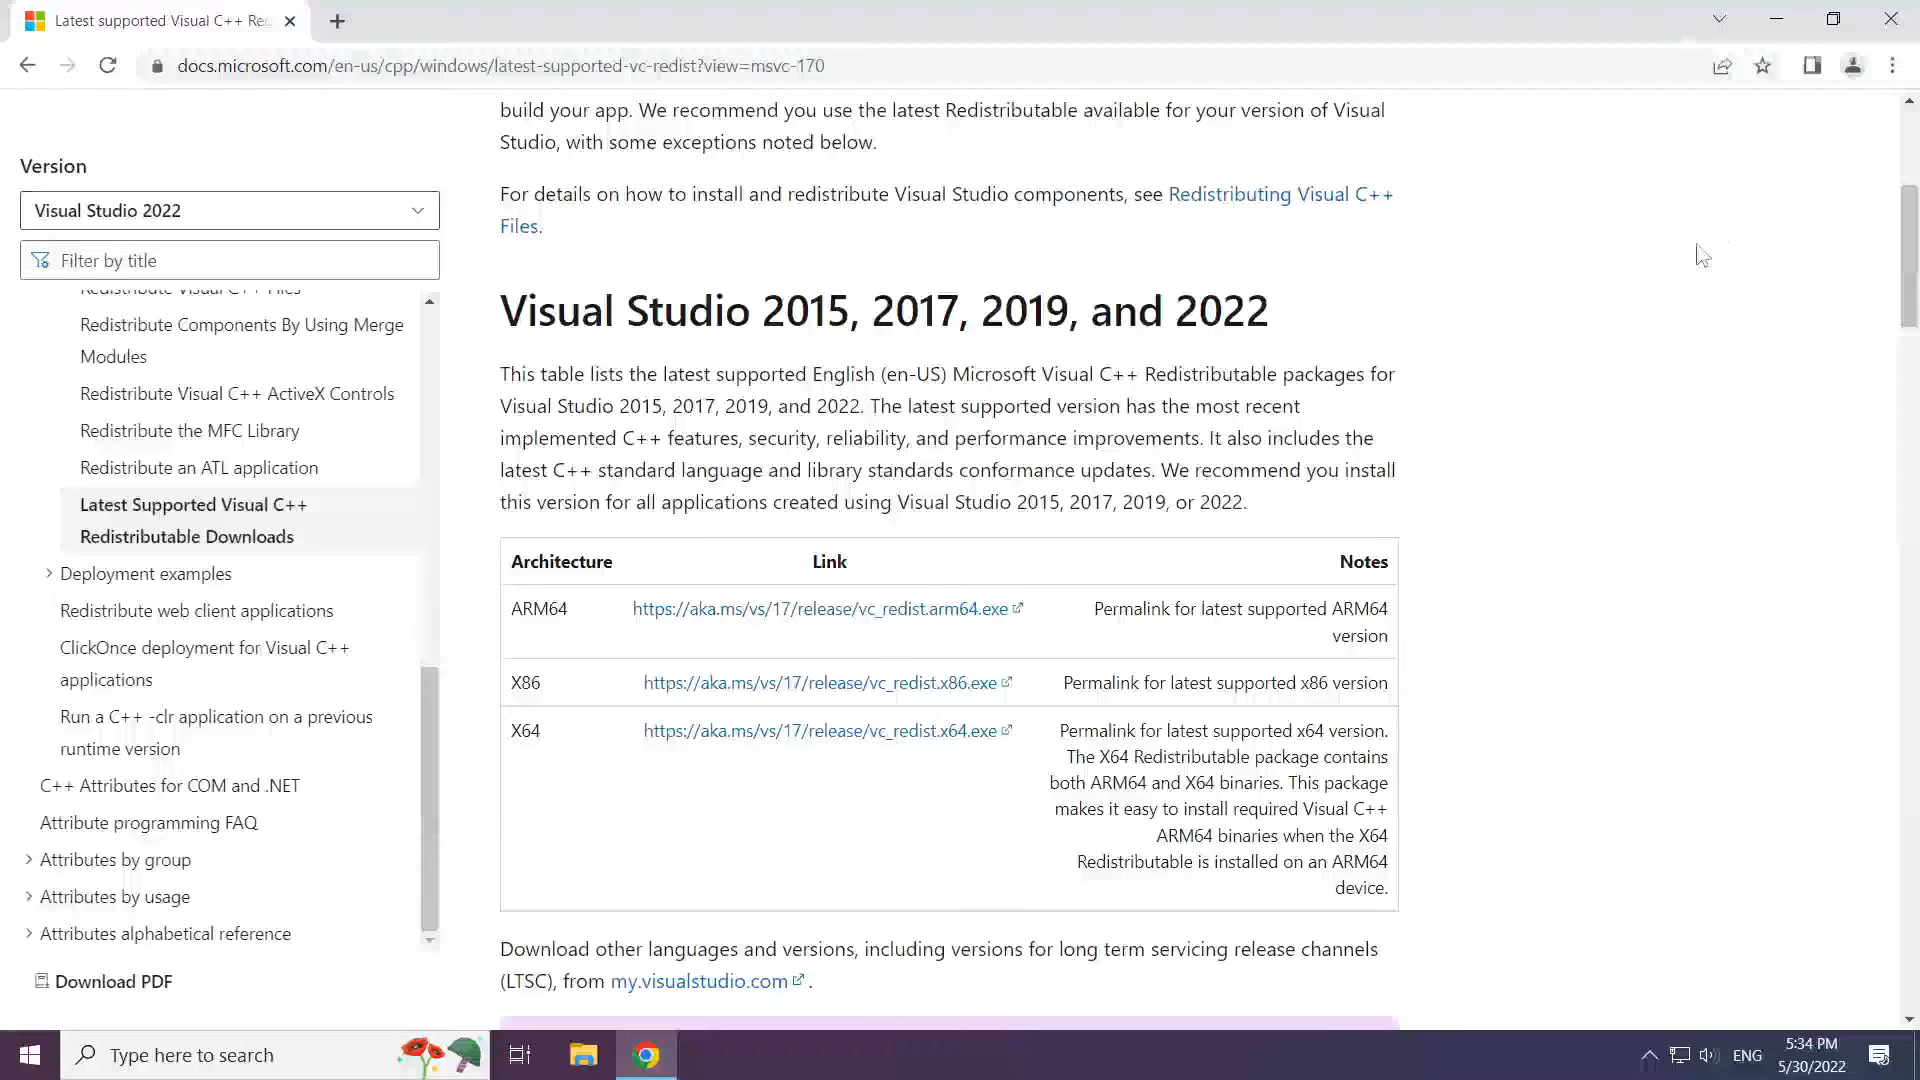 Latest supported Visual C++ Rec
docs.microsoft.com/en-us/cpp/windows/latest-supported-vc-redist?view=msvc-170
Version
Visual Studio 2022
Filter by title
Redistribute Visual C++ Files
Redistribute Components By Using Merge
Modules
Redistribute Visual C++ ActiveX Controls
Redistribute the MFC Library
Redistribute an ATL application
Latest Supported Visual C++
Redistributable Downloads
Deployment examples
Redistribute web client applications
ClickOnce deployment for Visual C++
applications
Run a C++ -clr application on a previous
runtime version
C++ Attributes for COM and .NET
Attribute programming FAQ
Attributes by group
Attributes by usage
Attributes alphabetical reference
Download PDF
build your app. We recommend you use the latest Redistributable available for your version of Visual
Studio, with some exceptions noted below.
For details on how to install and redistribute Visual Studio components, see Redistributing Visual C++
Files.
Visual Studio 2015, 2017, 2019, and 2022
This table lists the latest supported English (en-US) Microsoft Visual C++ Redistributable packages for
Visual Studio 2015, 2017, 2019, and 2022. The latest supported version has the most recent
implemented C++ features, security, reliability, and performance improvements. It also includes the
latest C++ standard language and library standards conformance updates. We recommend you install
this version for all applications created using Visual Studio 2015, 2017, 2019, or 2022.
Architecture Link Notes
ARM64 https://aka.ms/vs/17/release/vc_redist.arm64.exe Permalink for latest supported ARM64
version
X86 https://aka.ms/vs/17/release/vc_redist.x86.exe Permalink for latest supported x86 version
X64 https://aka.ms/vs/17/release/vc_redist.x64.exe Permalink for latest supported x64 version.
The X64 Redistributable package contains
both ARM64 and X64 binaries. This package
makes it easy to install required Visual C++
ARM64 binaries when the X64
Redistributable is installed on an ARM64
device.
Download other languages and versions, including versions for long term servicing release channels
(LTSC), from my.visualstudio.com .
Type here to search
ENG
5:34 PM
5/30/2022